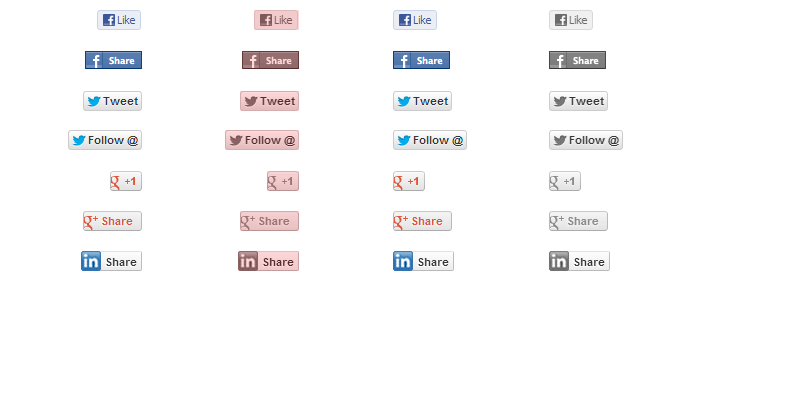 Like Like Like Like
Share Share Share Share
Tweet Tweet Tweet Tweet
Follow @ Follow @ Follow @ Follow @
g +1 g +1 g +1 g +1
g+ Share g+ Share g+ Share g+ Share
in Share in Share in Share in Share